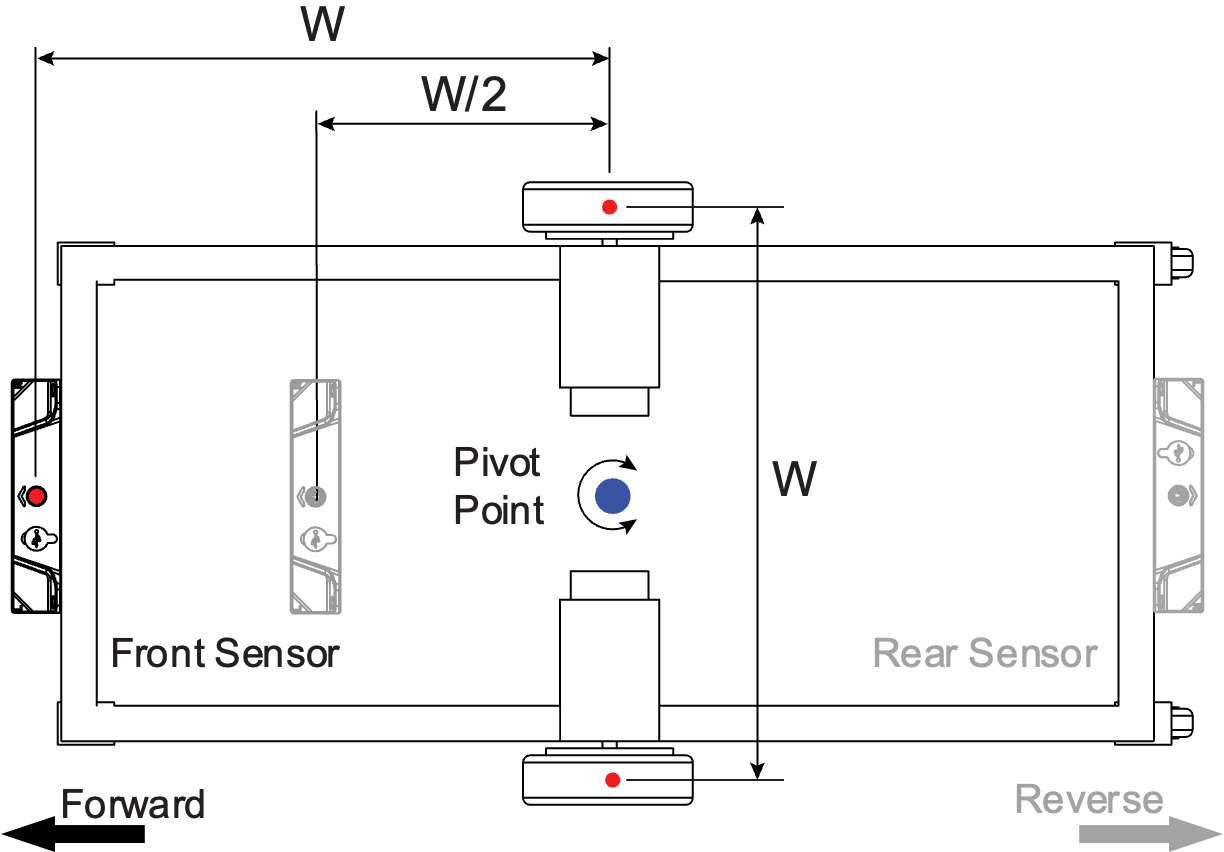 W
W/2
Pivot
Point
W
Front Sensor
Rear Sensor
Forward
Reverse